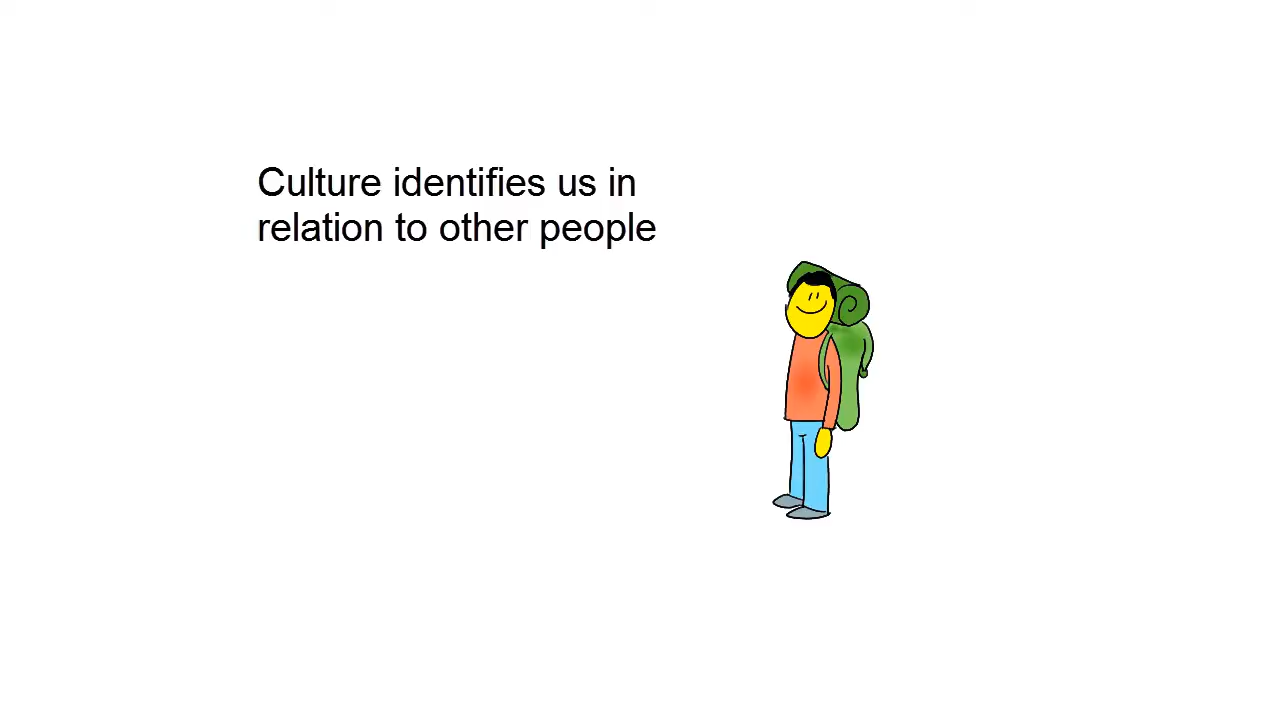 Culture identifies us in
relation to other people